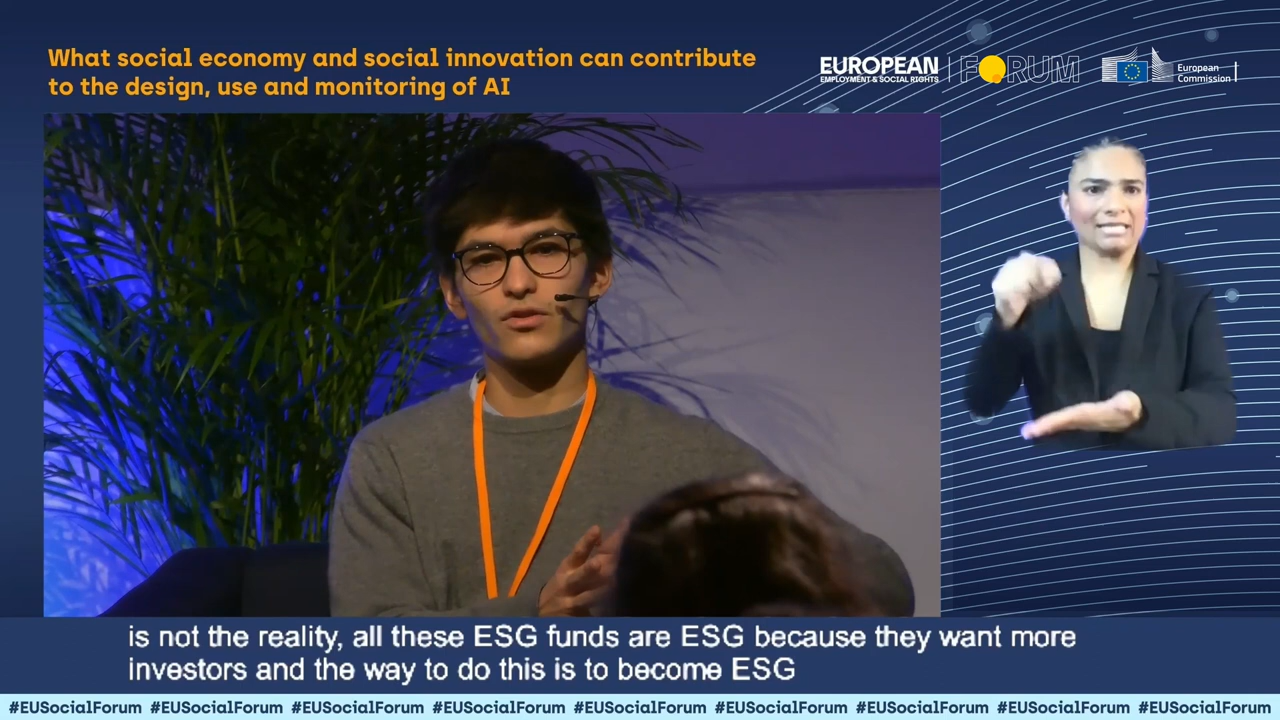 What social economy and social innovation can contribute
to the design, use and monitoring of AI
EUROPEAN
EMPLOYMENT & SOCIAL RIGHTS
FORUM
European
Commission
is not the reality, all these ESG funds are ESG because they want more
investors and the way to do this is to become ESG
#EUSocialForum #EUSocialForum #EUSocialForum #EUSocialForum #EUSocialForum #EUSocialForum #EUSocialForum #EUSocialForum #EUSocialForum